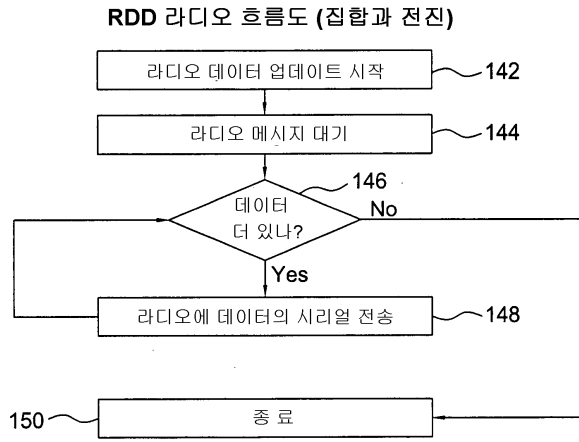 RDD 라디오 흐름도 (집합과 전진)
라디오 데이터 업데이트 시작
142
라디오 메시지 대기
144
146
데이터
더 있나?
No
Yes
라디오에 데이터의 시리얼 전송
148
150
종 료